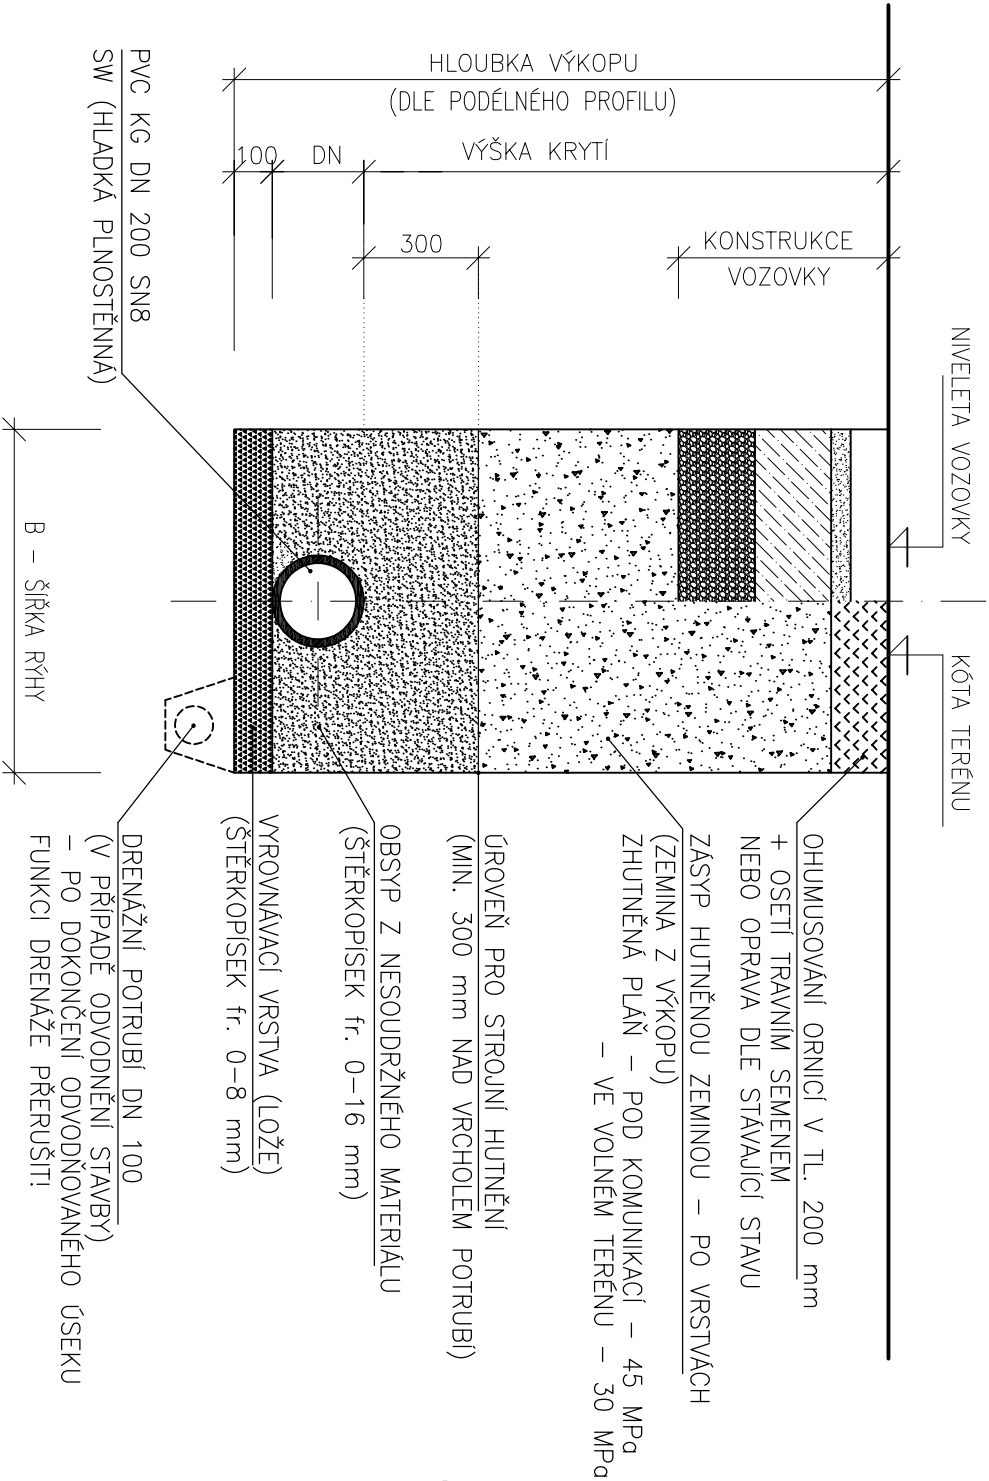 HLOUBKA VÝKOPU
(DLE PODÉLNÉHO PROFILU)
100
DN
VÝŠKA KRYTÍ
300
KONSTRUKCE
VOZOVKY
NIVELETA VOZOVKY
KÓTA TERÉNU
PVC KG DN 200 SN8
SW (HLADKÁ PLNOSTĚNNÁ)
B – ŠÍŘKA RÝHY
OHUMUSOVÁNÍ ORNICÍ V TL. 200 mm
+ OSETÍ TRAVNÍM SEMENEM
NEBO OPRAVA DLE STÁVAJÍCÍ STAVU
ZÁSYP HUTNĚNOU ZEMINOU – PO VRSTVÁCH
(ZEMINA Z VÝKOPU)
ZHUTNĚNÁ PLÁŇ – POD KOMUNIKACÍ – 45 MPa
– VE VOLNÉM TERÉNU – 30 MPa
ÚROVEŇ PRO STROJNÍ HUTNĚNÍ
(MIN. 300 mm NAD VRCHOLEM POTRUBÍ)
OBSYP Z NESOUDRŽNÉHO MATERIÁLU
(ŠTĚRKOPÍSEK fr. 0–16 mm)
VYROVNÁVACÍ VRSTVA (LOŽE)
(ŠTĚRKOPÍSEK fr. 0–8 mm)
DRENÁŽNÍ POTRUBÍ DN 100
(V PŘÍPADĚ ODVODNĚNÍ STAVBY)
– PO DOKONČENÍ ODVODŇOVANÉHO ÚSEKU
FUNKCI DRENÁŽE PŘERUŠIT!